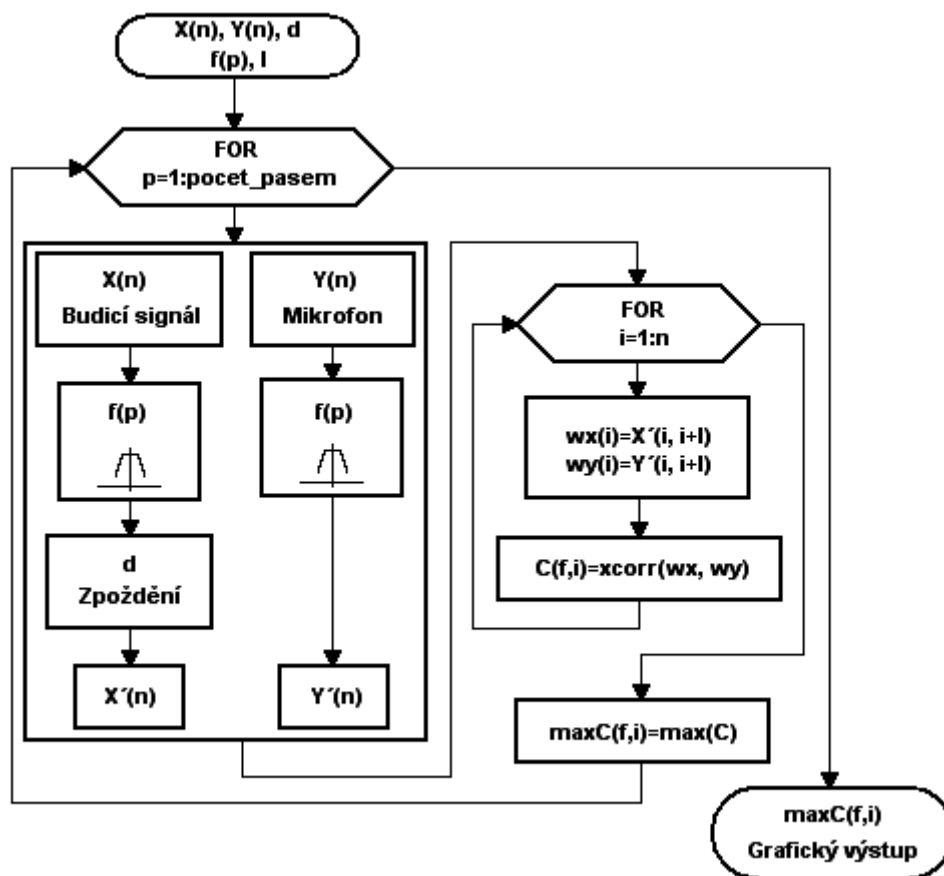 X(n), Y(n), d
f(p), l
FOR
p=1:pocet_pasem
X(n)
Budicí signál
Y(n)
Mikrofon
f(p)
f(p)
d
Zpoždění
X´(n)
Y´(n)
FOR
i=1:n
wx(i)=X´(i, i+l)
wy(i)=Y´(i, i+l)
C(f,i)=xcorr(wx, wy)
maxC(f,i)=max(C)
maxC(f,i)
Grafický výstup